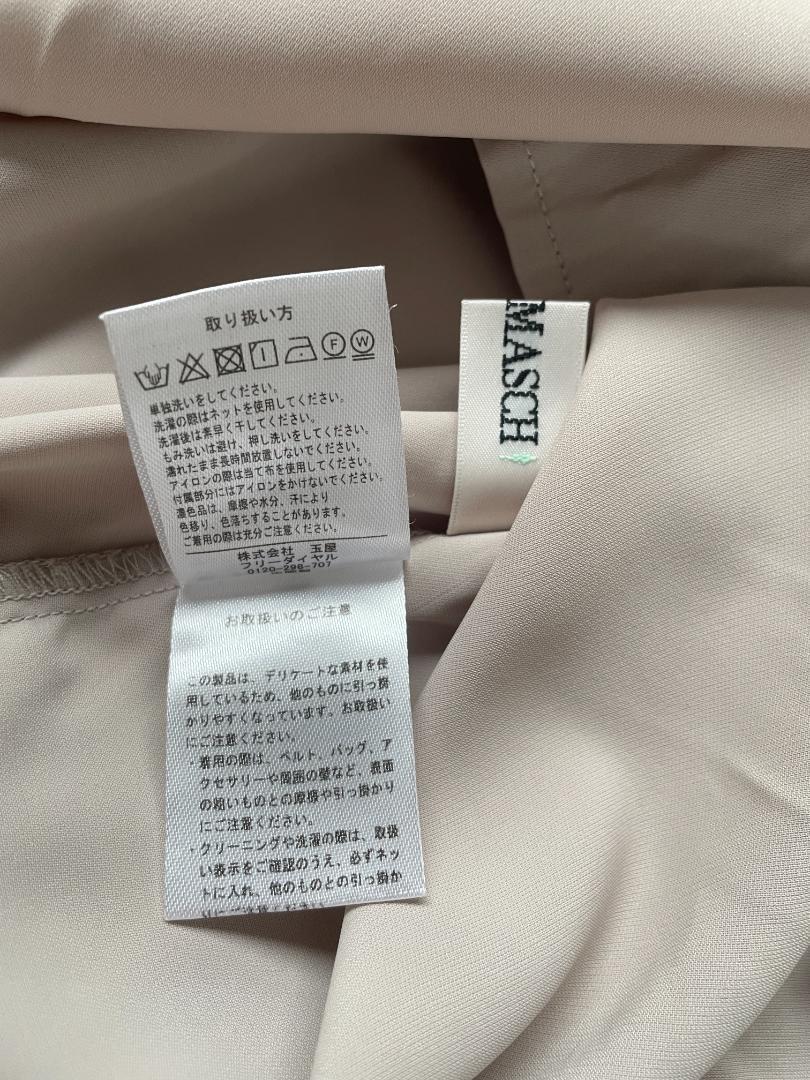 取り扱い方
F W
単独洗いをしてください。
洗濯の際はネットを使用してください。
洗濯後は素早く干してください。
もみ洗いは避け、押し洗いをしてください。
濡れたまま長時間放置しないでください。
アイロンの際は当て布を使用してください。
付属部分にはアイロンをかけないでください。
濃色品は、摩擦や水分、汗により
色移り、色落ちすることがあります。
ご着用の際は充分ご注意ください。
株式会社 玉屋
フリーダイヤル
0120-298-707
お取扱いのご注意
この製品は、デリケートな素材を使
用しているため、他のものに引っ掛
かりやすくなっています。お取扱い
にご注意ください。
・着用の際は、ベルト、バッグ、ア
クセサリーや周囲の壁など、表面
の粗いものとの摩擦や引っ掛かり
にご注意ください。
・クリーニングや洗濯の際は、取扱
い表示をご確認のうえ、必ずネッ
トに入れ、他のものとの引っ掛か
りにご注意ください。
MASCH